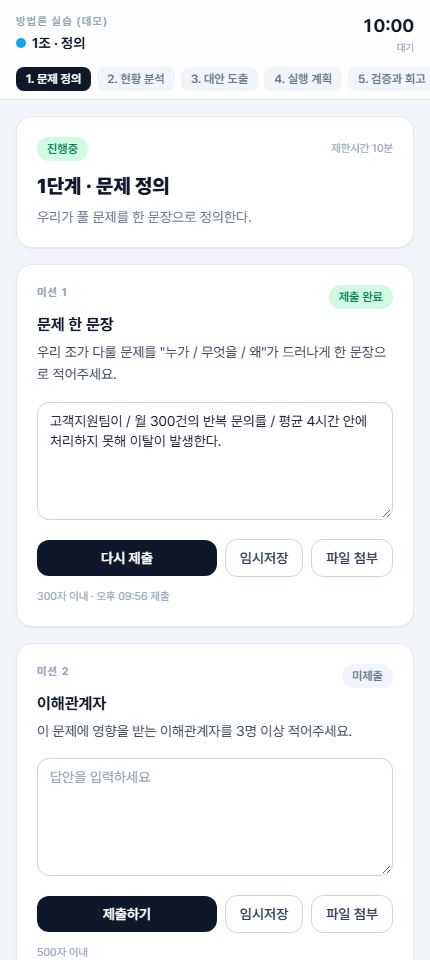 방법론 실습 (데모)
1조 · 정의
10:00
대기
1. 문제 정의
2. 현황 분석
3. 대안 도출
4. 실행 계획
5. 검증과 회고
진행중
제한시간 10분
1단계 · 문제 정의
우리가 풀 문제를 한 문장으로 정의한다.
미션 1
제출 완료
문제 한 문장
우리 조가 다룰 문제를 "누가 / 무엇을 / 왜"가 드러나게 한 문장으
로 적어주세요.
고객지원팀이 / 월 300건의 반복 문의를 / 평균 4시간 안에
처리하지 못해 이탈이 발생한다.
다시 제출
임시저장
파일 첨부
300자 이내 · 오후 09:56 제출
미션 2
미제출
이해관계자
이 문제에 영향을 받는 이해관계자를 3명 이상 적어주세요.
답안을 입력하세요
제출하기
임시저장
파일 첨부
500자 이내